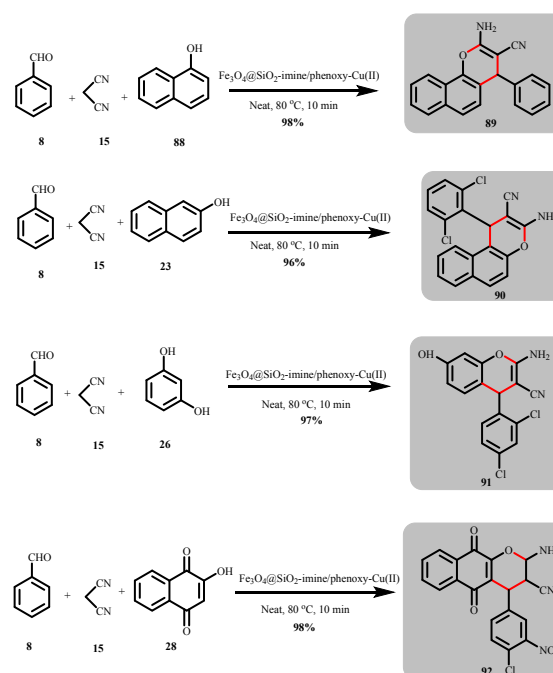 OH
NH₂
CHO
CN
O
CN
Fe₃O₄@SiO₂-imine/phenoxy-Cu(II)
+
CN
+
Neat, 80 °C, 10 min
98%
8
15
88
89
Cl
CN
CHO
OH
CN
Fe₃O₄@SiO₂-imine/phenoxy-Cu(II)
NH
+
CN
+
Cl
O
Neat, 80 °C, 10 min
96%
8
15
23
90
CHO
OH
HO
O
NH₂
CN
Fe₃O₄@SiO₂-imine/phenoxy-Cu(II)
+
CN
+
OH
CN
Neat, 80 °C, 10 min
Cl
97%
8
15
26
Cl
91
O
O
NH
CHO
O
OH
CN
Fe₃O₄@SiO₂-imine/phenoxy-Cu(II)
CN
+
CN
+
O
O
Neat, 80 °C, 10 min
98%
NO
8
15
28
Cl
92